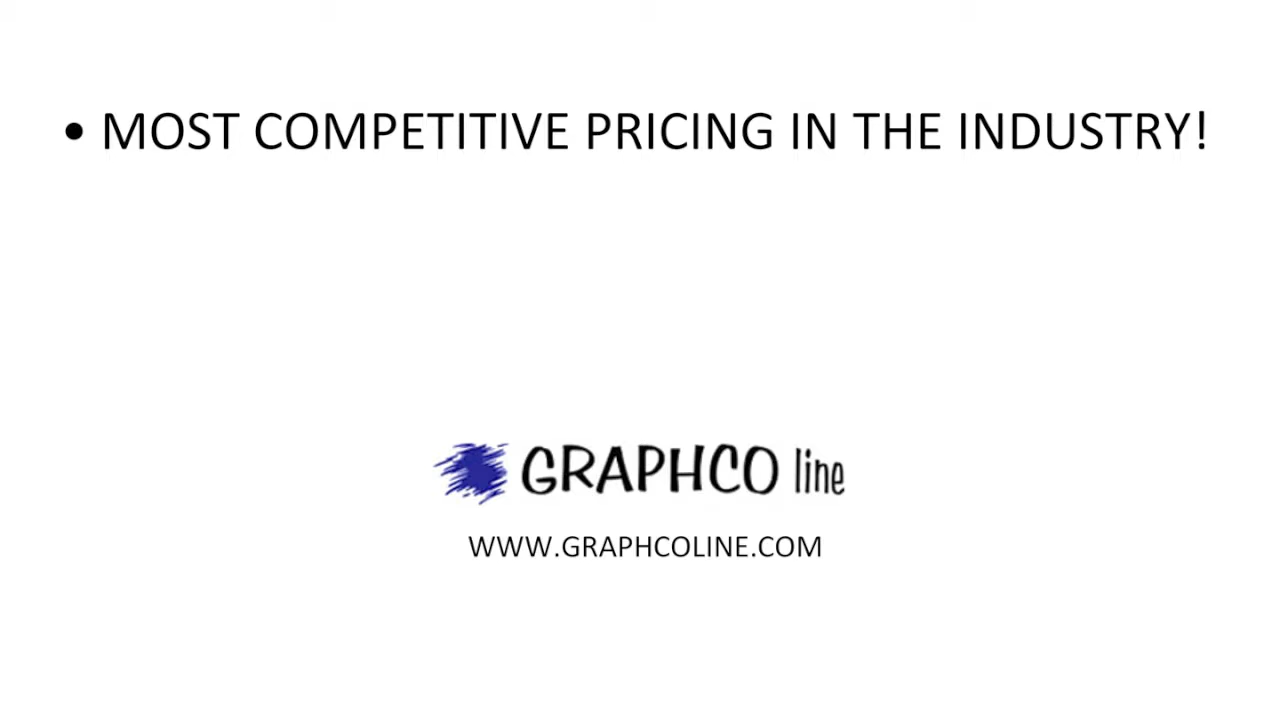 • MOST COMPETITIVE PRICING IN THE INDUSTRY!
GRAPHCO line
WWW.GRAPHCOLINE.COM